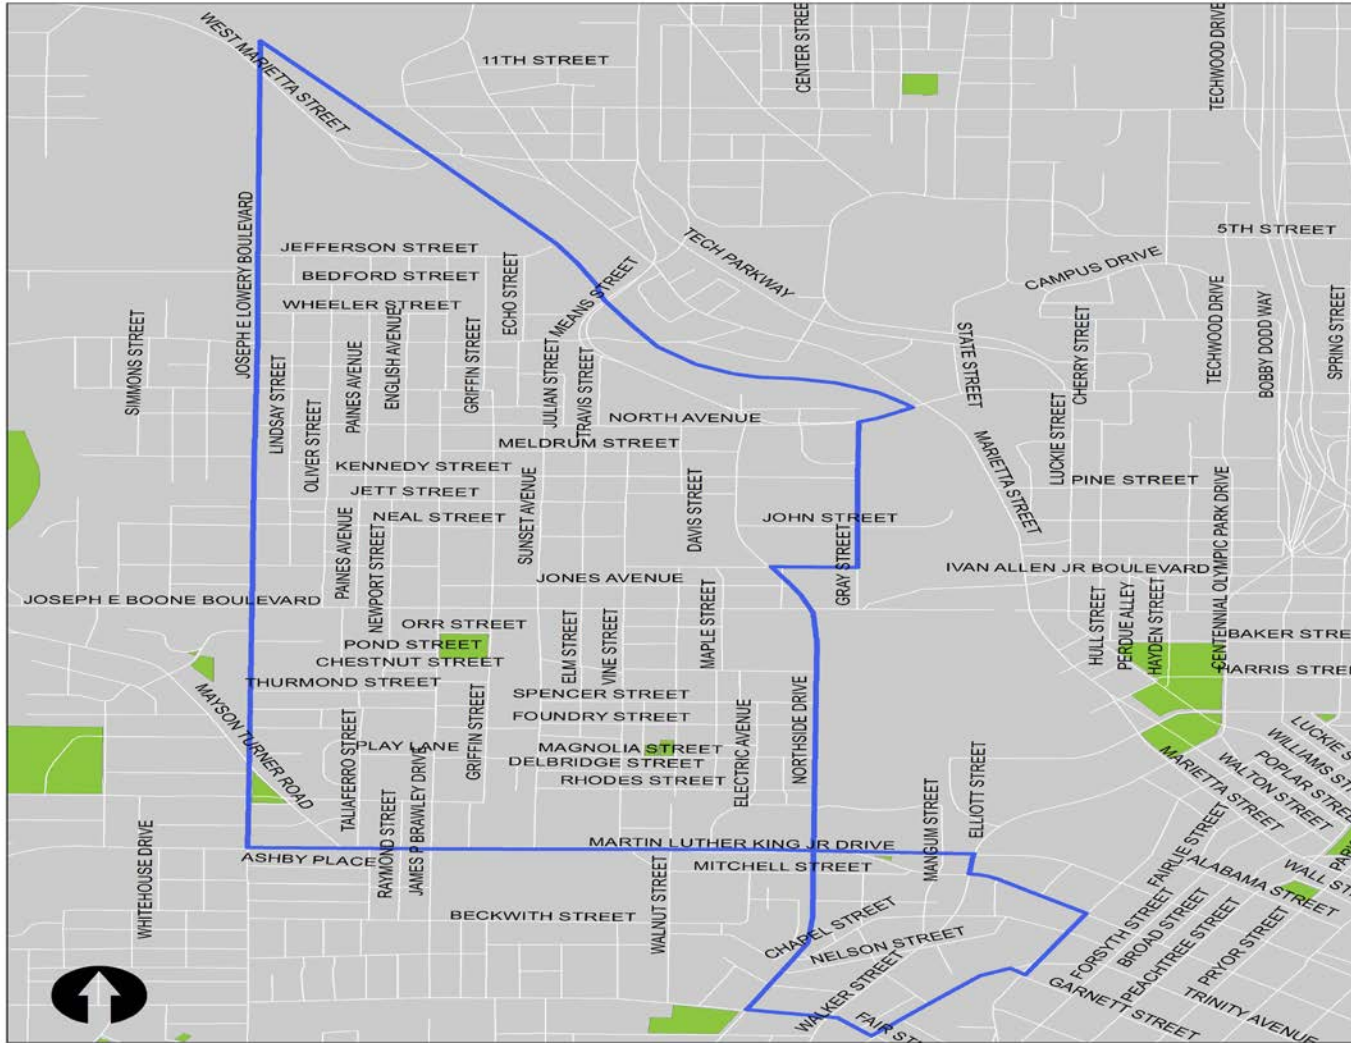 WEST MARIETTA STREET
11TH STREET
CENTER STREE
TECHWOOD DRIVE
JOSEPH E LOWERY BOULEVARD
JEFFERSON STREET
BEDFORD STREET
WHEELER STREET
ECHO STREET
MEANS STREET
TECH PARKWAY
5TH STREET
CAMPUS DRIVE
SIMMONS STREET
LINDSAY STREET
OLIVER STREET
PAINES AVENUE
ENGLISH AVENUE
GRIFFIN STREET
JULIAN STREET
TRAVIS STREET
STATE STREET
CHERRY STREET
LUCKIE STREET
TECHWOOD DRIVE
BOBBY DODD WAY
SPRING STREET
NORTH AVENUE
MELDRUM STREET
KENNEDY STREET
JETT STREET
NEAL STREET
SUNSET AVENUE
DAVIS STREET
JOHN STREET
GRAY STREET
MARIETTA STREET
PINE STREET
PAINES AVENUE
NEWPORT STREET
JONES AVENUE
IVAN ALLEN JR BOULEVARD
CENTENNIAL OLYMPIC PARK DRIVE
JOSEPH E BOONE BOULEVARD
ORR STREET
POND STREET
CHESTNUT STREET
THURMOND STREET
ELM STREET
VINE STREET
MAPLE STREET
HULL STREET
PERDUE ALLEY
HAYDEN STREET
BAKER STRE
HARRIS STRE
SPENCER STREET
FOUNDRY STREET
MAGNOLIA STREET
DELBRIDGE STREET
RHODES STREET
ELECTRIC AVENUE
NORTHSIDE DRIVE
MAYSON TURNER ROAD
TALIAFERRO STREET
PLAY LANE
GRIFFIN STREET
RAYMOND STREET
JAMES P BRAWLEY DRIVE
MANGUM STREET
ELLIOTT STREET
LUCKIE S
WILLIAMS ST
POPLAR STREE
WALTON STREET
MARIETTA STREET
FAIRLIE STREET
ALABAMA STREET
WALL ST
PAR
WHITEHOUSE DRIVE
ASHBY PLACE
MARTIN LUTHER KING JR DRIVE
MITCHELL STREET
BECKWITH STREET
WALNUT STREET
CHAPEL STREET
NELSON STREET
WALKER STREET
FAIR ST
FORSYTH STREET
BROAD STREET
PEACHTREE STREET
PRYOR STREET
GARNETT STREET
TRINITY AVENUE